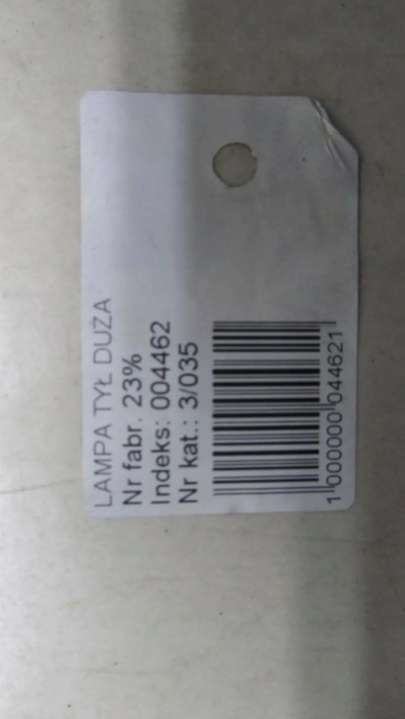 LAMPA TYŁ DUŻA
Nr fabr. 23%
Indeks: 004462
Nr kat.: 3/035
1 000000 044621